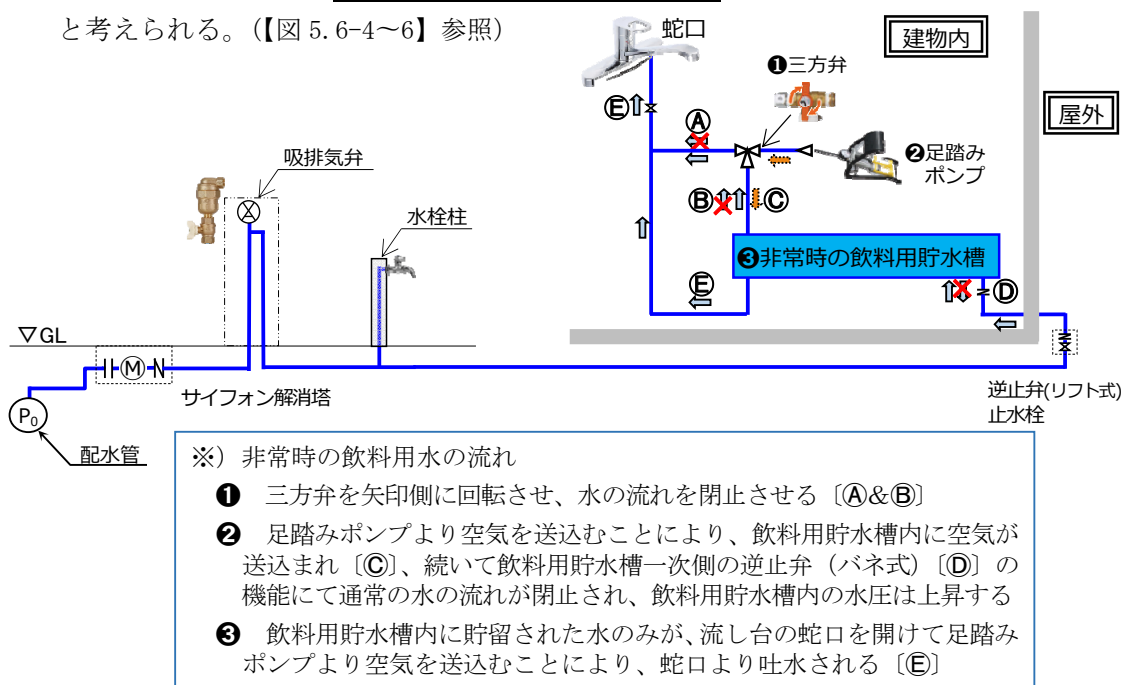 と考えられる。(【図 5.6-4～6】参照)
蛇口
建物内
❶三方弁
屋外
Ⓔ
Ⓐ
吸排気弁
❷足踏み
ポンプ
水栓柱
Ⓑ
Ⓒ
❸非常時の飲料用貯水槽
Ⓔ
Ⓓ
▽GL
M
サイフォン解消塔
逆止弁(リフト式)
止水栓
P₀
配水管
※) 非常時の飲料用水の流れ
❶ 三方弁を矢印側に回転させ、水の流れを閉止させる〔Ⓐ&Ⓑ〕
❷ 足踏みポンプより空気を送込むことにより、飲料用貯水槽内に空気が
送込まれ〔Ⓒ〕、続いて飲料用貯水槽一次側の逆止弁（バネ式）〔Ⓓ〕の
機能にて通常の水の流れが閉止され、飲料用貯水槽内の水圧は上昇する
❸ 飲料用貯水槽内に貯留された水のみが、流し台の蛇口を開けて足踏み
ポンプより空気を送込むことにより、蛇口より吐水される〔Ⓔ〕